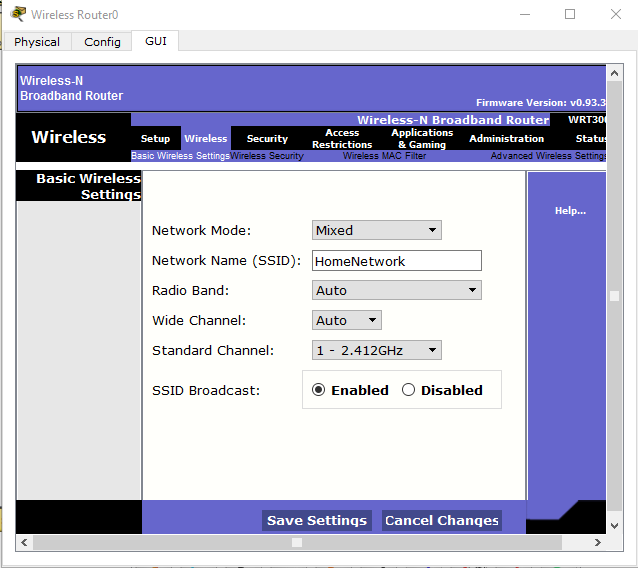 Wireless Router0
Physical Config GUI
Wireless-N
Broadband Router
Firmware Version: v0.93.3
Wireless-N Broadband Router WRT300
Wireless
Setup Wireless Security Access Restrictions Applications & Gaming Administration Status
Basic Wireless Settings Wireless Security Wireless MAC Filter Advanced Wireless Settings
Basic Wireless
Settings
Help...
Network Mode: Mixed
Network Name (SSID): HomeNetwork
Radio Band: Auto
Wide Channel: Auto
Standard Channel: 1 - 2.412GHz
SSID Broadcast: Enabled Disabled
Save Settings Cancel Changes